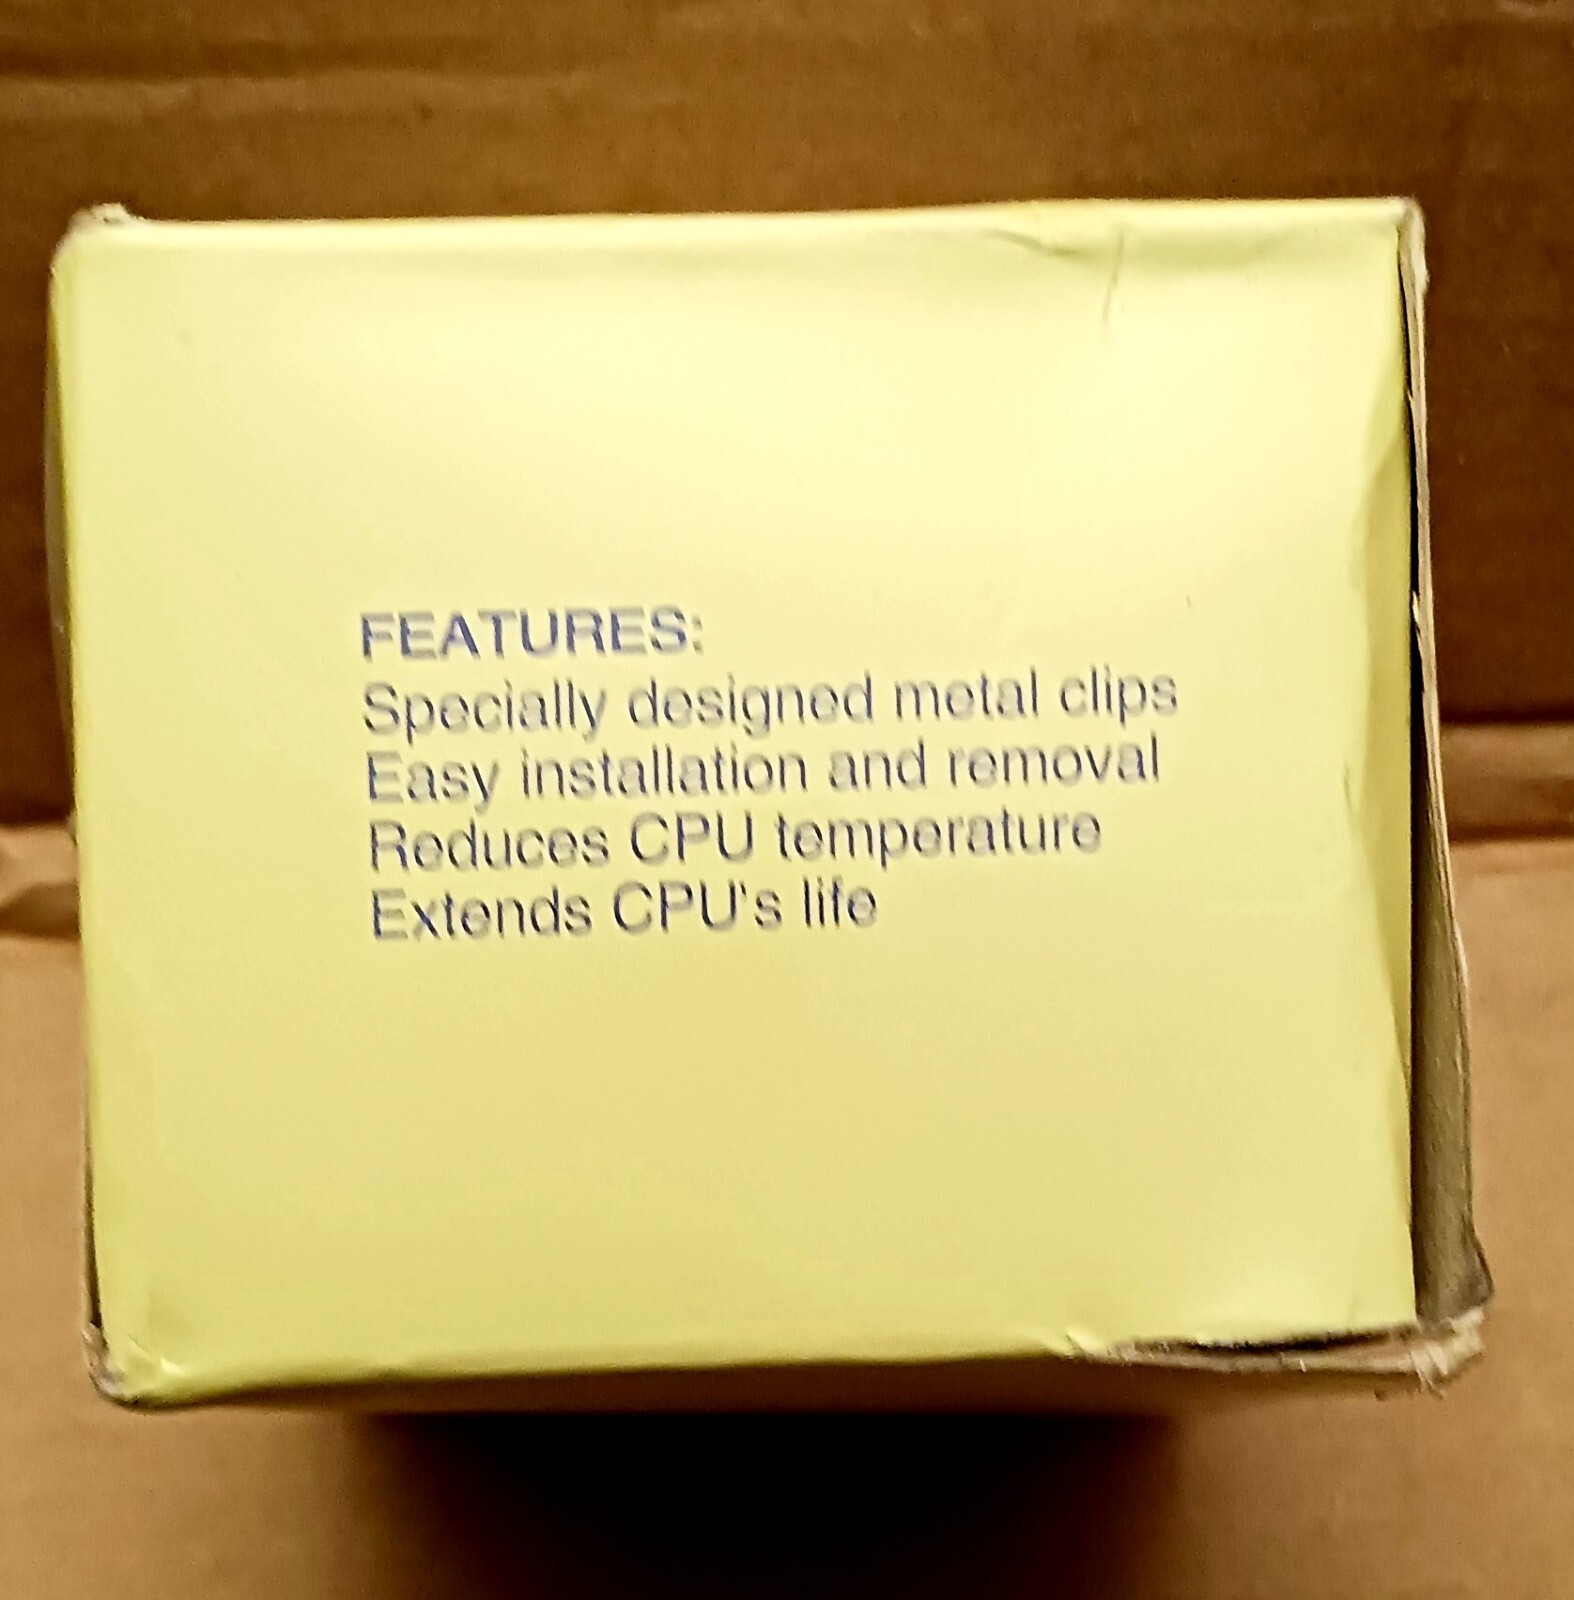 FEATURES:
Specially designed metal clips
Easy installation and removal
Reduces CPU temperature
Extends CPU's life